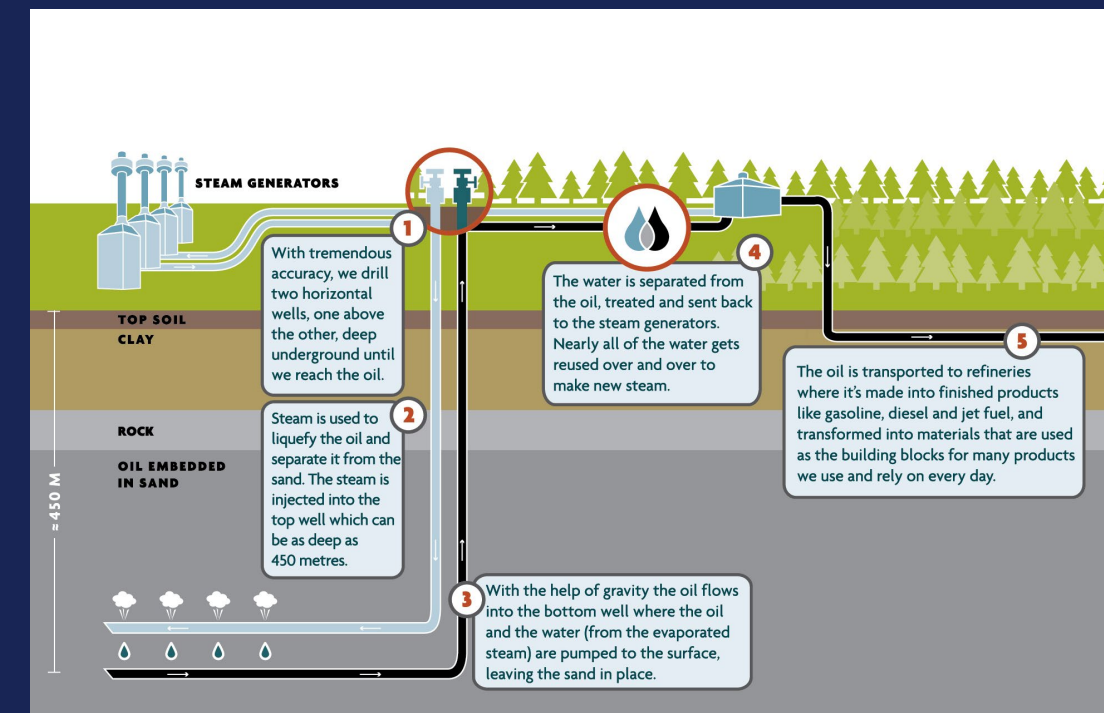 STEAM GENERATORS
1
With tremendous
accuracy, we drill
two horizontal
wells, one above
the other, deep
underground until
we reach the oil.
TOP SOIL
CLAY
ROCK
OIL EMBEDDED
IN SAND
≈450 M
2
Steam is used to
liquefy the oil and
separate it from the
sand. The steam is
injected into the
top well which can
be as deep as
450 metres.
3
With the help of gravity the oil flows
into the bottom well where the oil
and the water (from the evaporated
steam) are pumped to the surface,
leaving the sand in place.
4
The water is separated from
the oil, treated and sent back
to the steam generators.
Nearly all of the water gets
reused over and over to
make new steam.
5
The oil is transported to refineries
where it's made into finished products
like gasoline, diesel and jet fuel, and
transformed into materials that are used
as the building blocks for many products
we use and rely on every day.